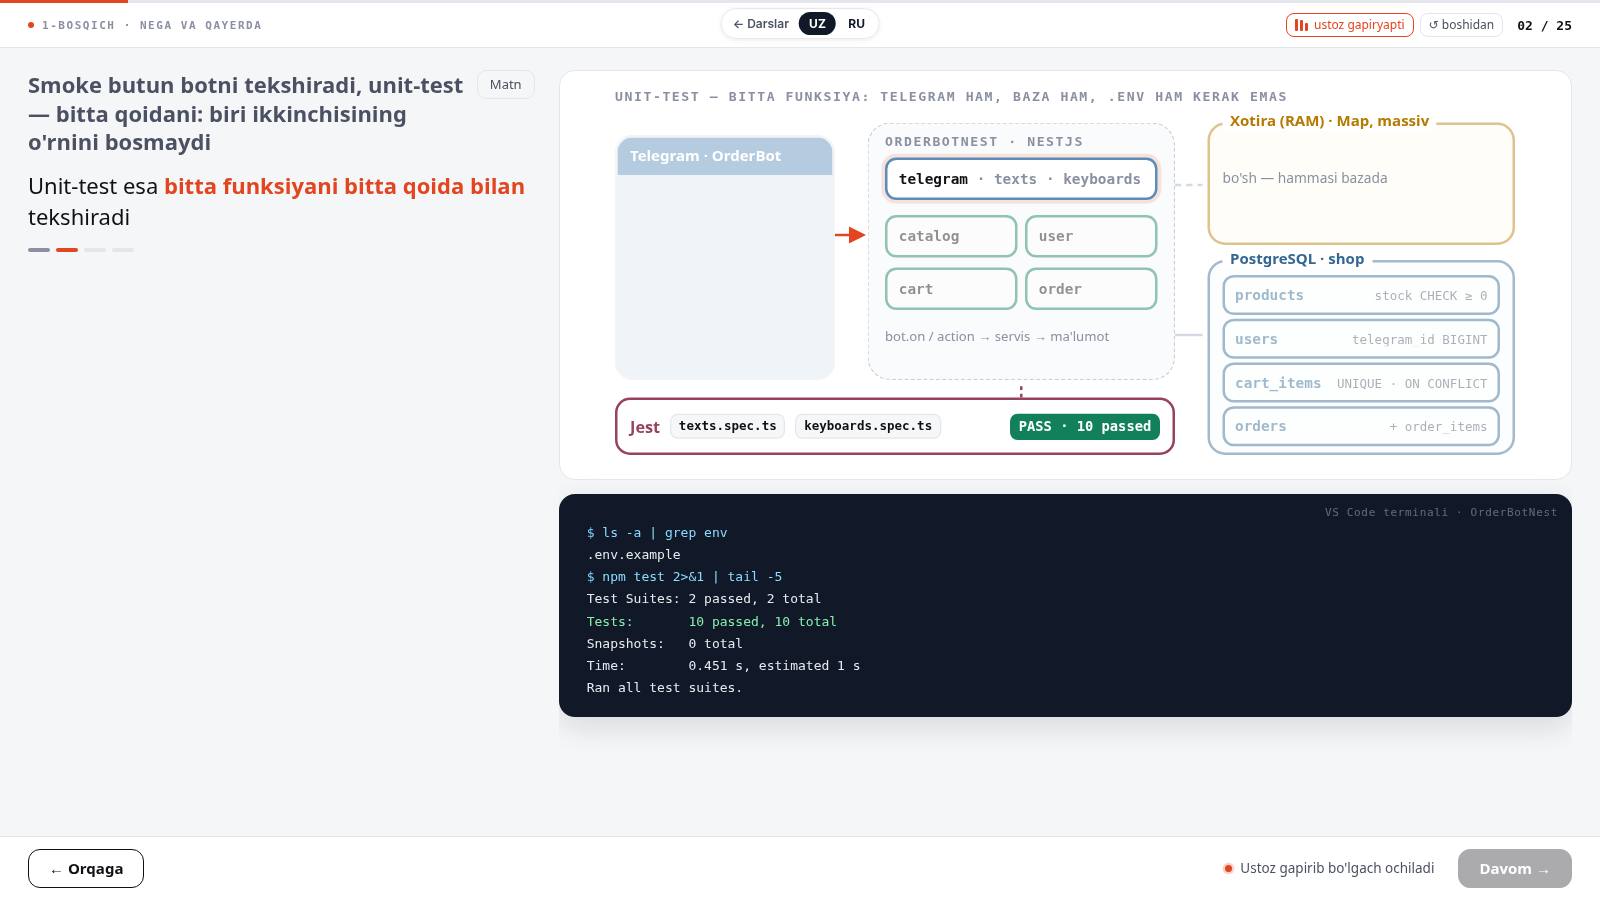 1-BOSQICH · NEGA VA QAYERDA
← Darslar UZ RU
ustoz gapiryapti
↺ boshidan
02 / 25
Smoke butun botni tekshiradi, unit-test
— bitta qoidani: biri ikkinchisining
o'rnini bosmaydi
Matn
Unit-test esa bitta funksiyani bitta qoida bilan
tekshiradi
UNIT-TEST — BITTA FUNKSIYA: TELEGRAM HAM, BAZA HAM, .ENV HAM KERAK EMAS
Telegram · OrderBot
ORDERBOTNEST · NESTJS
telegram · texts · keyboards
catalog
user
cart
order
bot.on / action → servis → ma'lumot
Xotira (RAM) · Map, massiv
bo'sh — hammasi bazada
PostgreSQL · shop
products stock CHECK ≥ 0
users telegram_id BIGINT
cart_items UNIQUE · ON CONFLICT
orders + order_items
Jest texts.spec.ts keyboards.spec.ts PASS · 10 passed
VS Code terminali · OrderBotNest
$ ls -a | grep env
.env.example
$ npm test 2>&1 | tail -5
Test Suites: 2 passed, 2 total
Tests:       10 passed, 10 total
Snapshots:   0 total
Time:        0.451 s, estimated 1 s
Ran all test suites.
← Orqaga
Ustoz gapirib bo'lgach ochiladi
Davom →